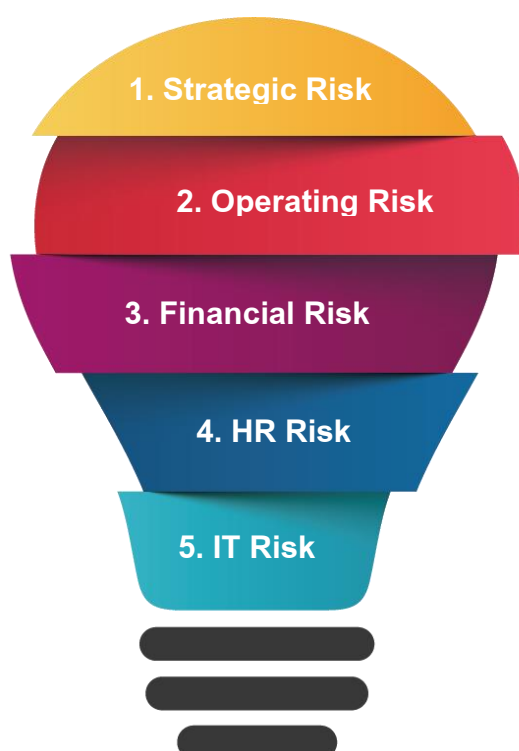 1. Strategic Risk
2. Operating Risk
3. Financial Risk
4. HR Risk
5. IT Risk